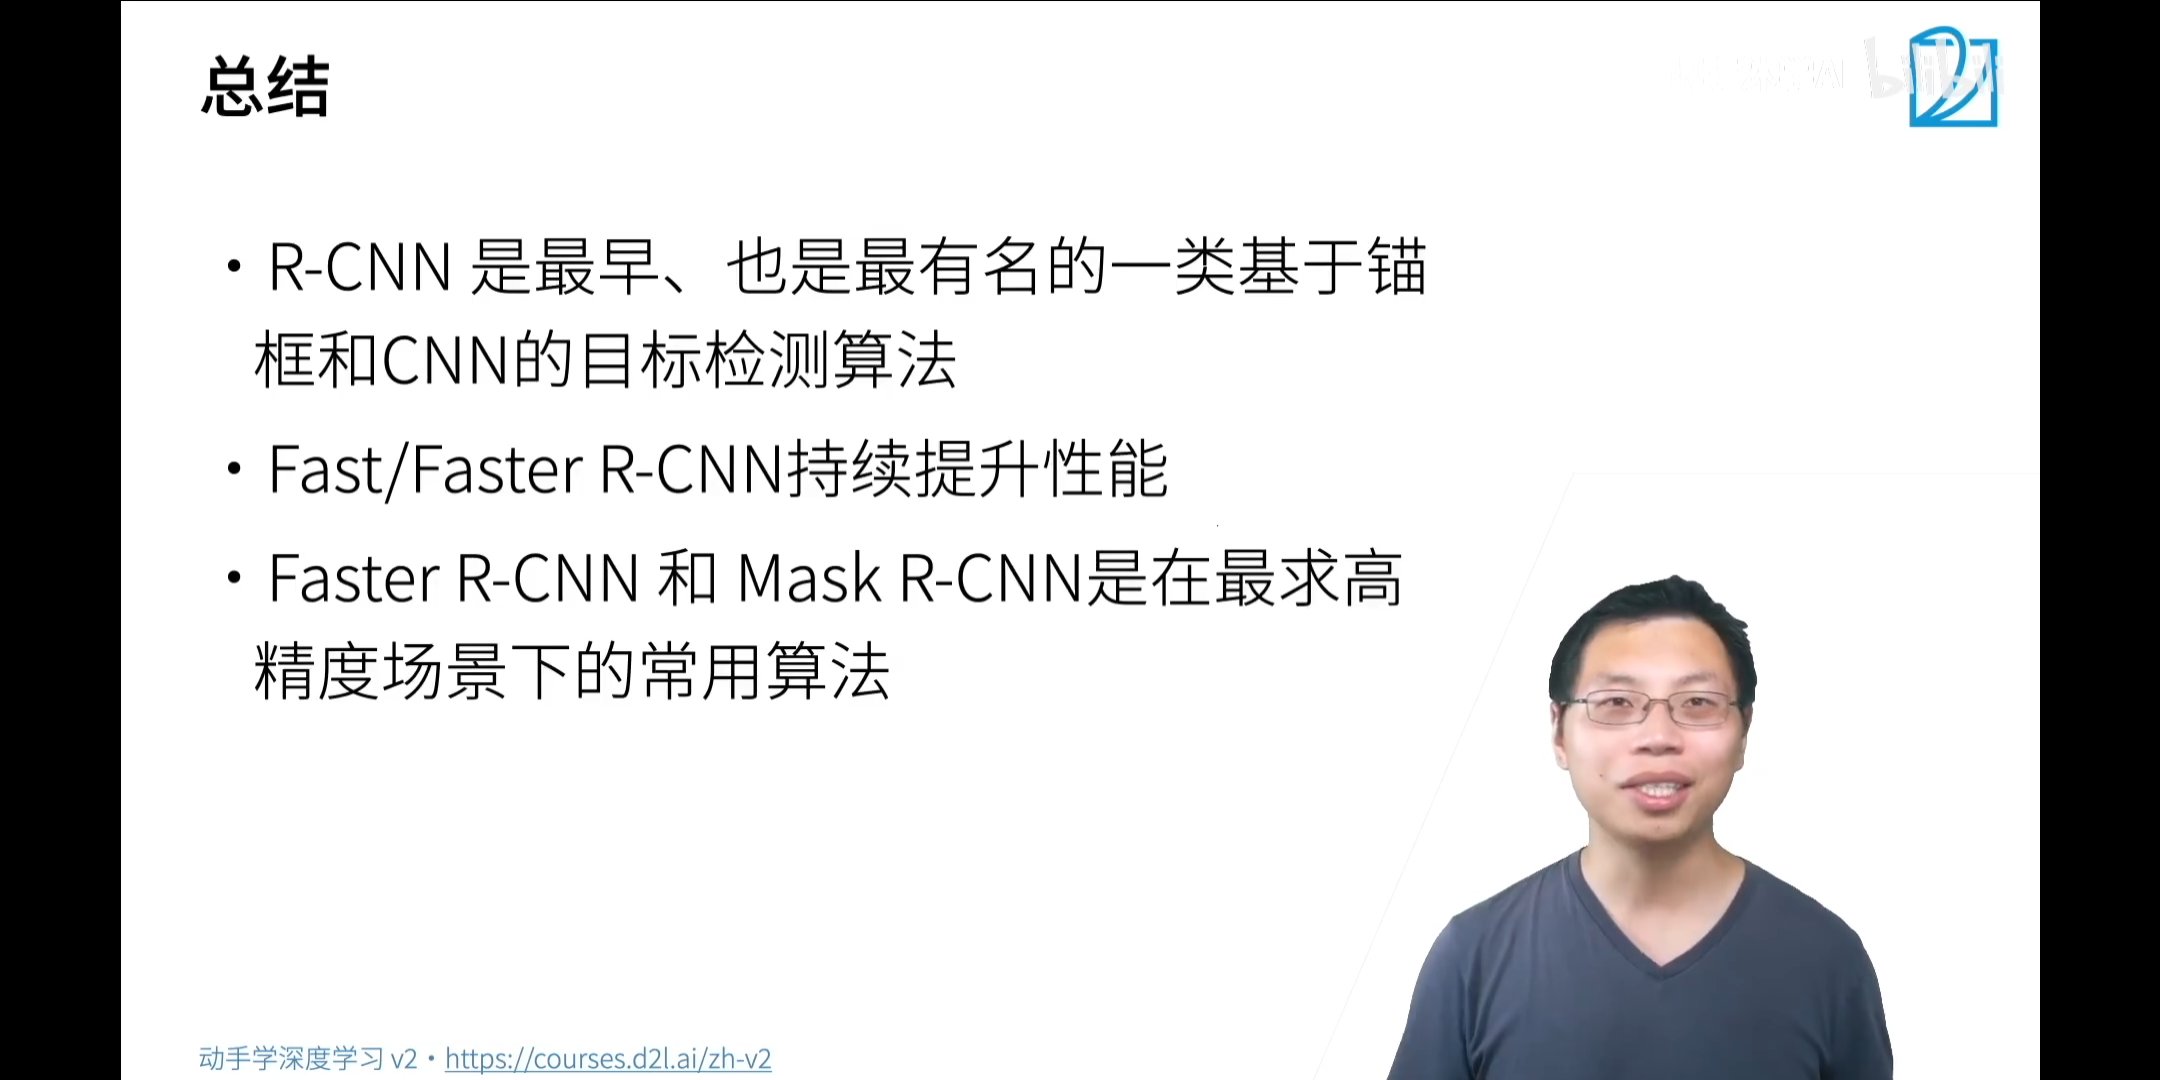 总结
• R-CNN 是最早、也是最有名的一类基于锚
框和CNN的目标检测算法
• Fast/Faster R-CNN持续提升性能
• Faster R-CNN 和 Mask R-CNN是在最求高
精度场景下的常用算法
动手学深度学习 v2 • https://courses.d2l.ai/zh-v2
bilibili